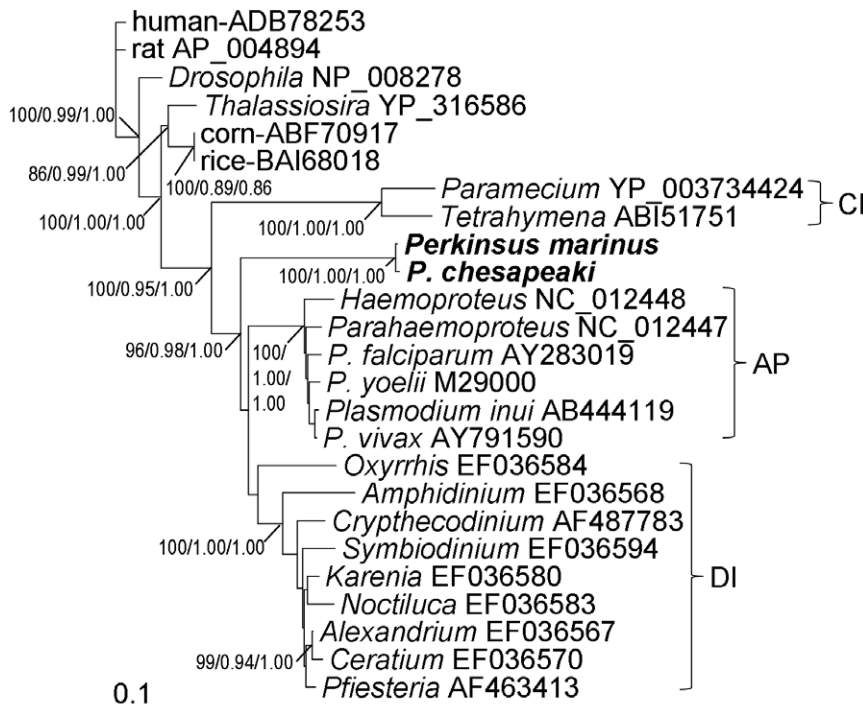 human-ADB78253
rat AP_004894
Drosophila NP_008278
Thalassiosira YP_316586
100/0.99/1.00
corn-ABF70917
rice-BAI68018
86/0.99/1.00
100/0.89/0.86
Paramecium YP_003734424
CI
Tetrahymena ABI51751
100/1.00/1.00
100/1.00/1.00
Perkinsus marinus
P. chesapeaki
100/0.95/1.00
100/1.00/1.00
Haemoproteus NC_012448
Parahaemoproteus NC_012447
96/0.98/1.00
100/
1.00/
1.00
P. falciparum AY283019
AP
P. yoelii M29000
Plasmodium inui AB444119
P. vivax AY791590
Oxyrrhis EF036584
Amphidinium EF036568
Crypthecodinium AF487783
100/1.00/1.00
Symbiodinium EF036594
Karenia EF036580
DI
Noctiluca EF036583
Alexandrium EF036567
99/0.94/1.00
Ceratium EF036570
Pfiesteria AF463413
0.1